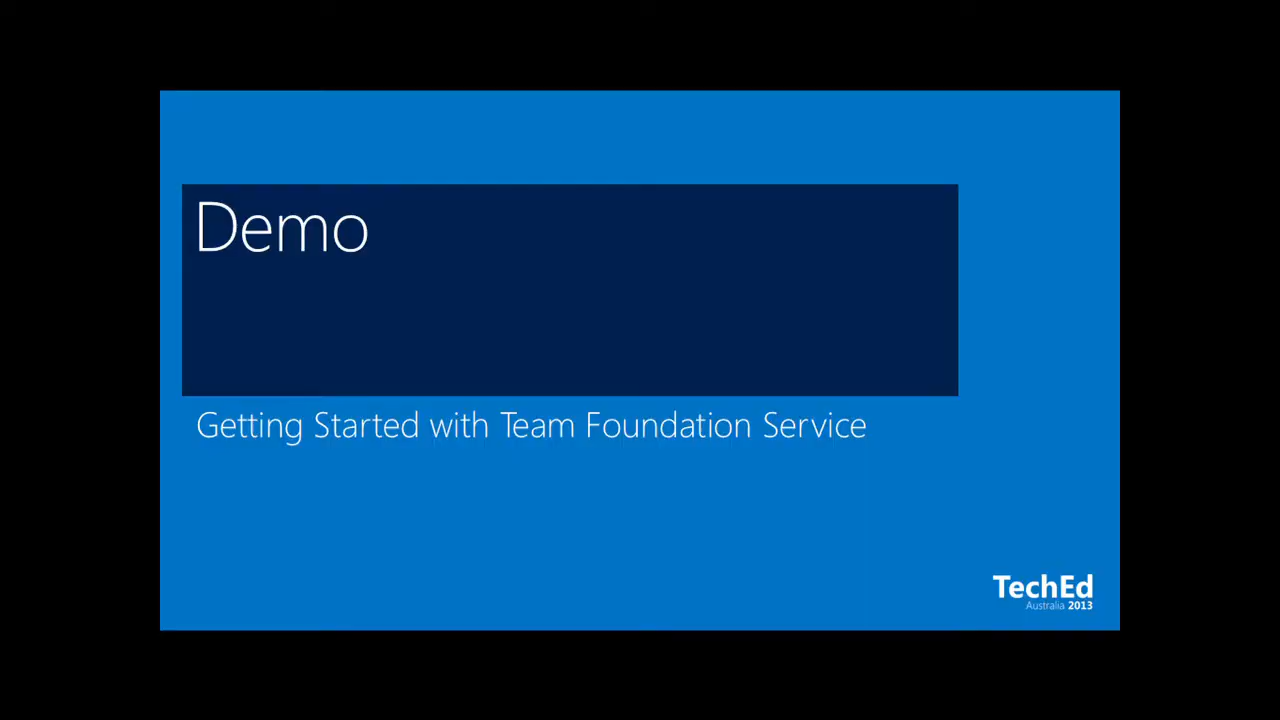 Demo
Getting Started with Team Foundation Service
TechEd
Australia 2013